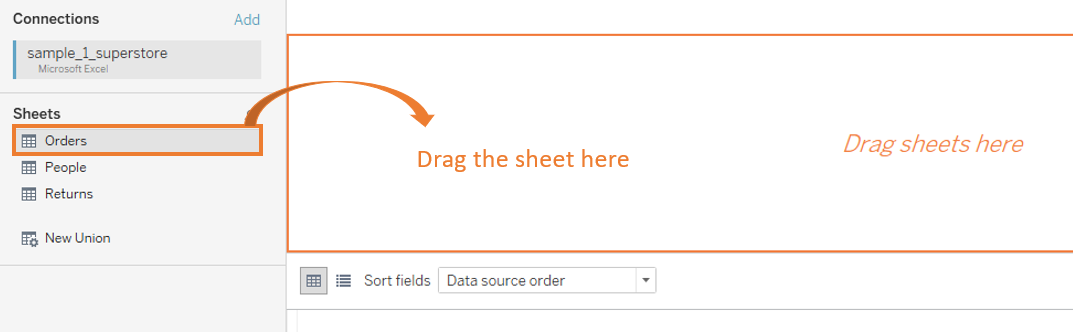 Connections
Add
sample_1_superstore
Microsoft Excel
Sheets
Orders
People
Returns
New Union
Drag the sheet here
Drag sheets here
Sort fields
Data source order